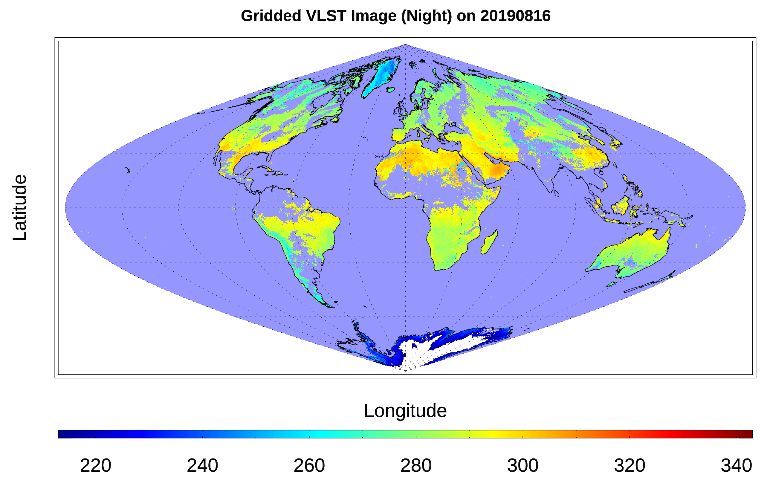 Gridded VLST Image (Night) on 20190816
Latitude
Longitude
220 240 260 280 300 320 340